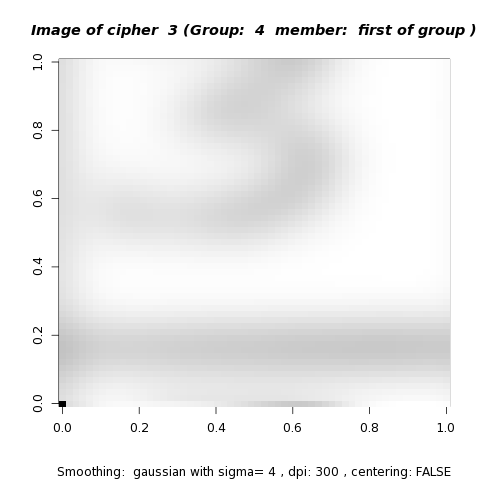 Image of cipher 3 (Group: 4 member: first of group )
1.0
0.8
0.6
0.4
0.2
0.0
0.0 0.2 0.4 0.6 0.8 1.0
Smoothing: gaussian with sigma= 4 , dpi: 300 , centering: FALSE